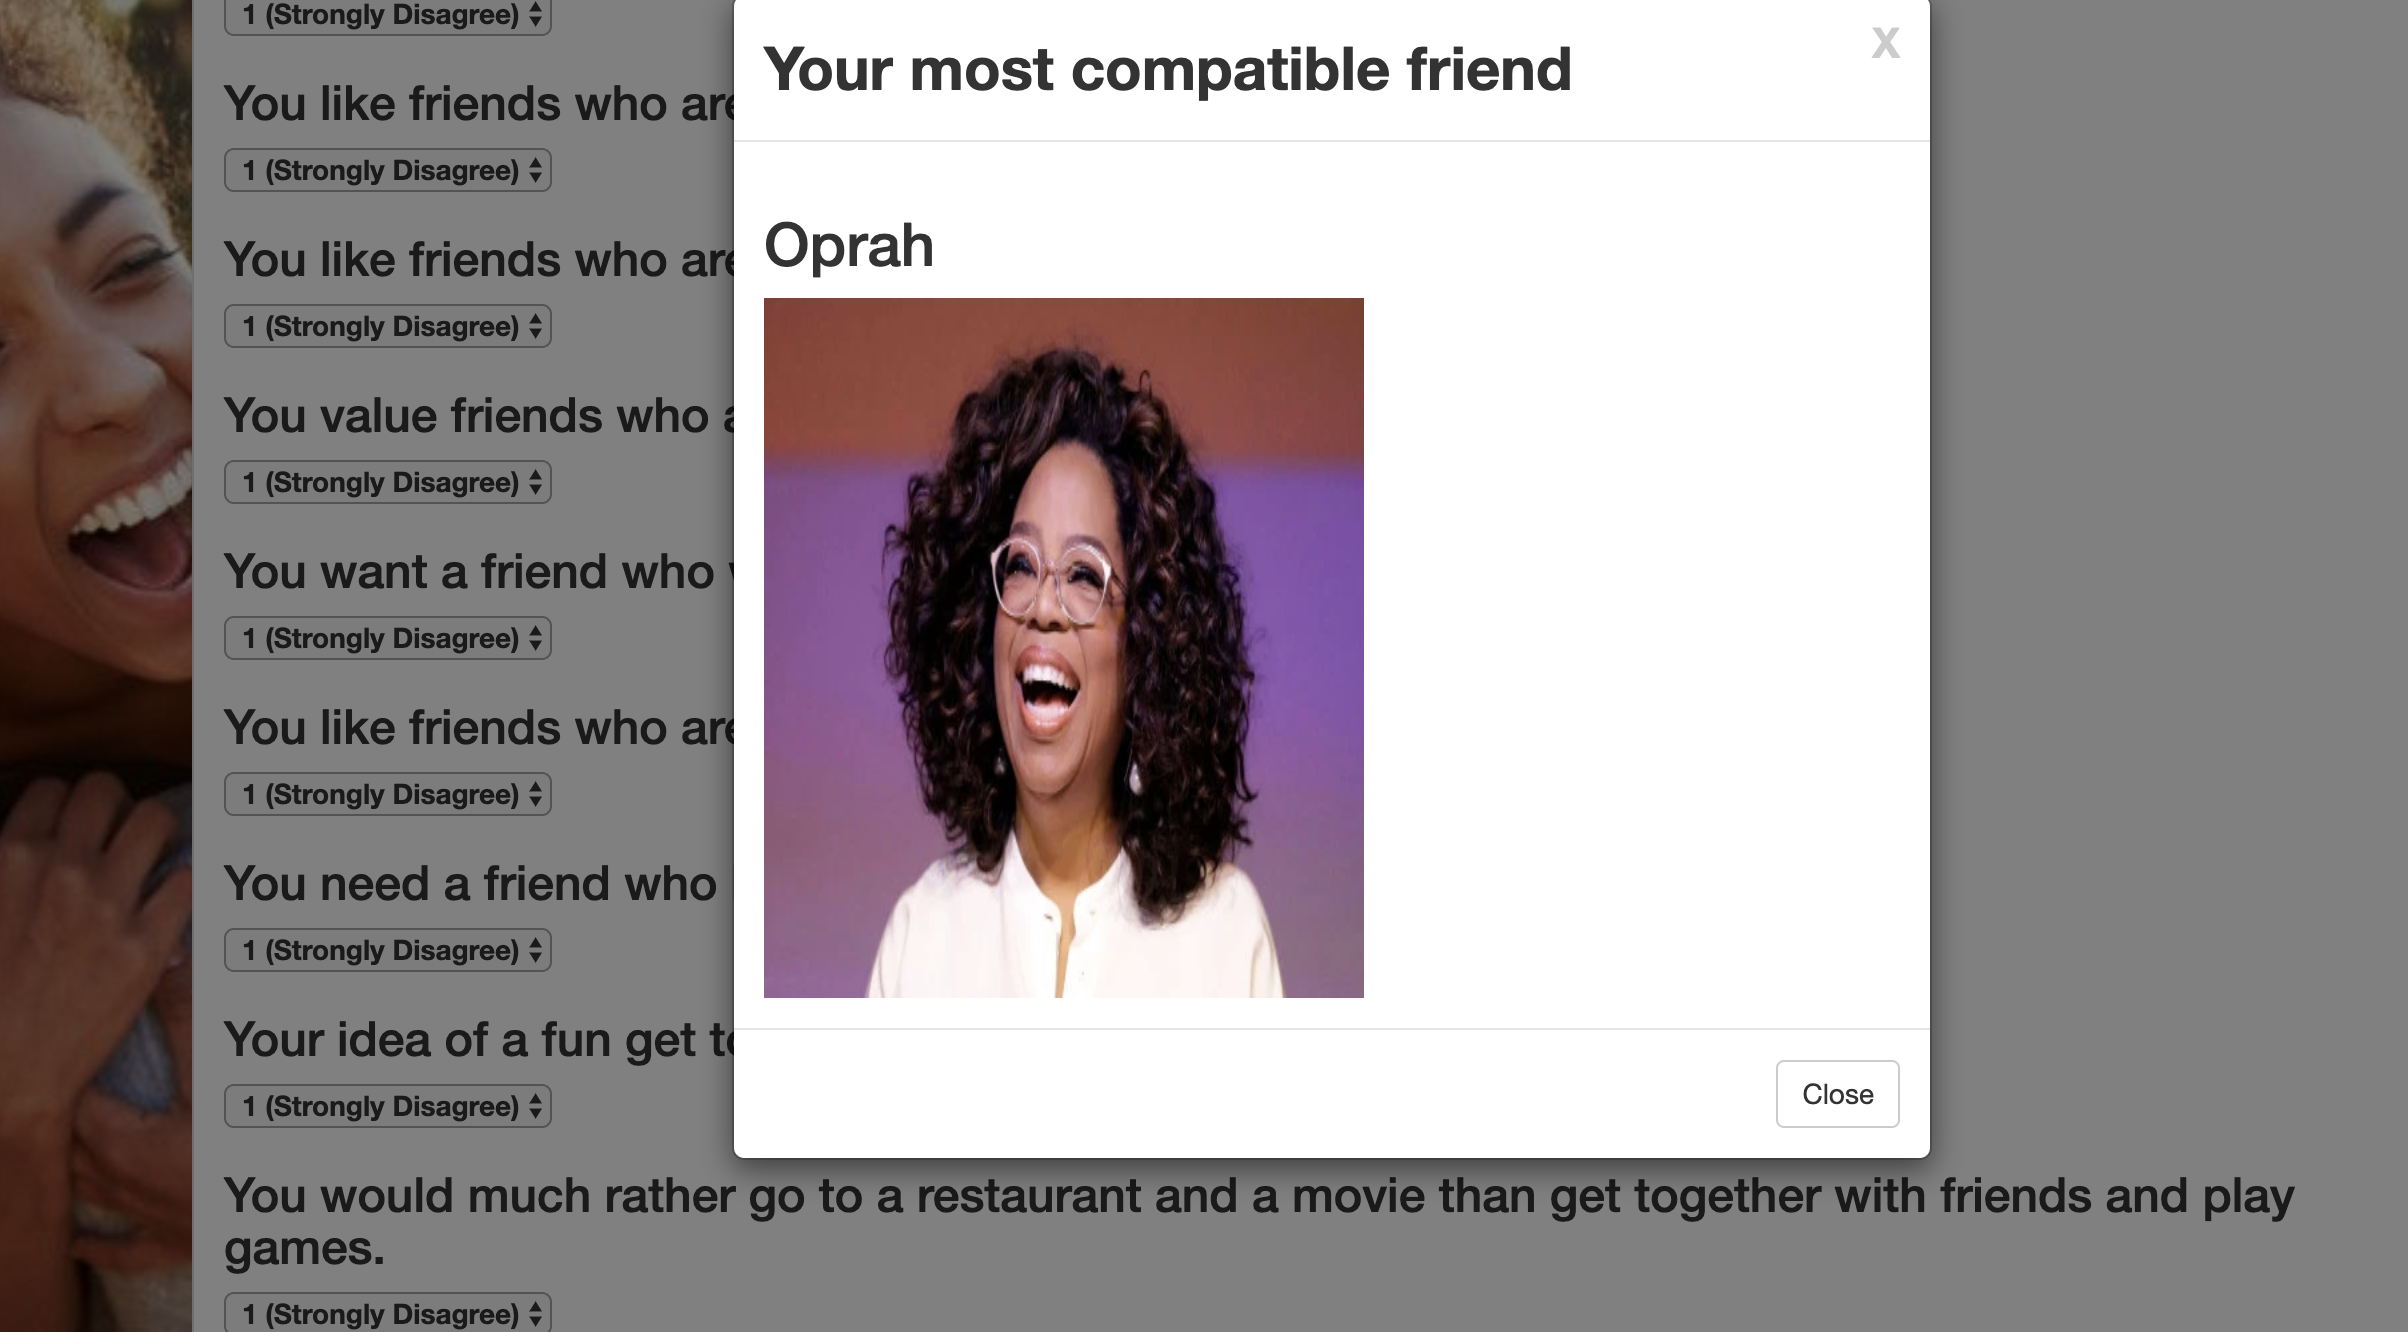 1 (Strongly Disagree)
You like friends who are
1 (Strongly Disagree)
You like friends who are
1 (Strongly Disagree)
You value friends who
1 (Strongly Disagree)
You want a friend who
1 (Strongly Disagree)
You like friends who are
1 (Strongly Disagree)
You need a friend who
1 (Strongly Disagree)
Your idea of a fun get
1 (Strongly Disagree)
You would much rather go to a restaurant and a movie than get together with friends and play
games.
1 (Strongly Disagree)
Your most compatible friend
x
Oprah
Close